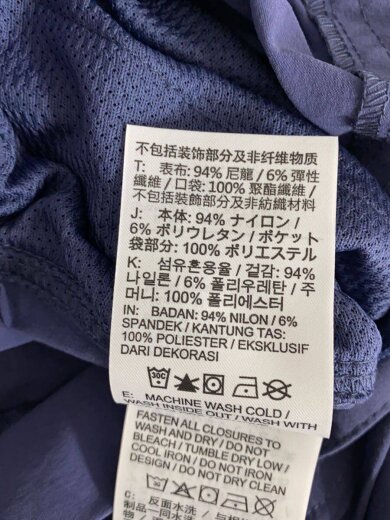 不包括装饰部分及非纤维物质
T: 表布: 94% 尼龍 / 6% 彈性
纖維 / 口袋: 100% 聚酯纖維 /
不包括裝飾部分及非紡織材料
J: 本体: 94% ナイロン /
6% ポリウレタン / ポケット
袋部分: 100% ポリエステル
K: 섬유혼용율 / 겉감: 94%
나일론 / 6% 폴리우레탄 / 주
머니: 100% 폴리에스터
IN: BADAN: 94% NILON / 6%
SPANDEK / KANTUNG TAS:
100% POLIESTER / EKSKLUSIF
DARI DEKORASI
30C
E: MACHINE WASH COLD /
WASH INSIDE OUT / WASH WITH
FASTEN ALL CLOSURES TO
WASH AND DRY / DO NOT
BLEACH / TUMBLE DRY LOW /
COOL IRON / DO NOT IRON
DESIGN / DO NOT DRY CLEAN
C: 反面水洗